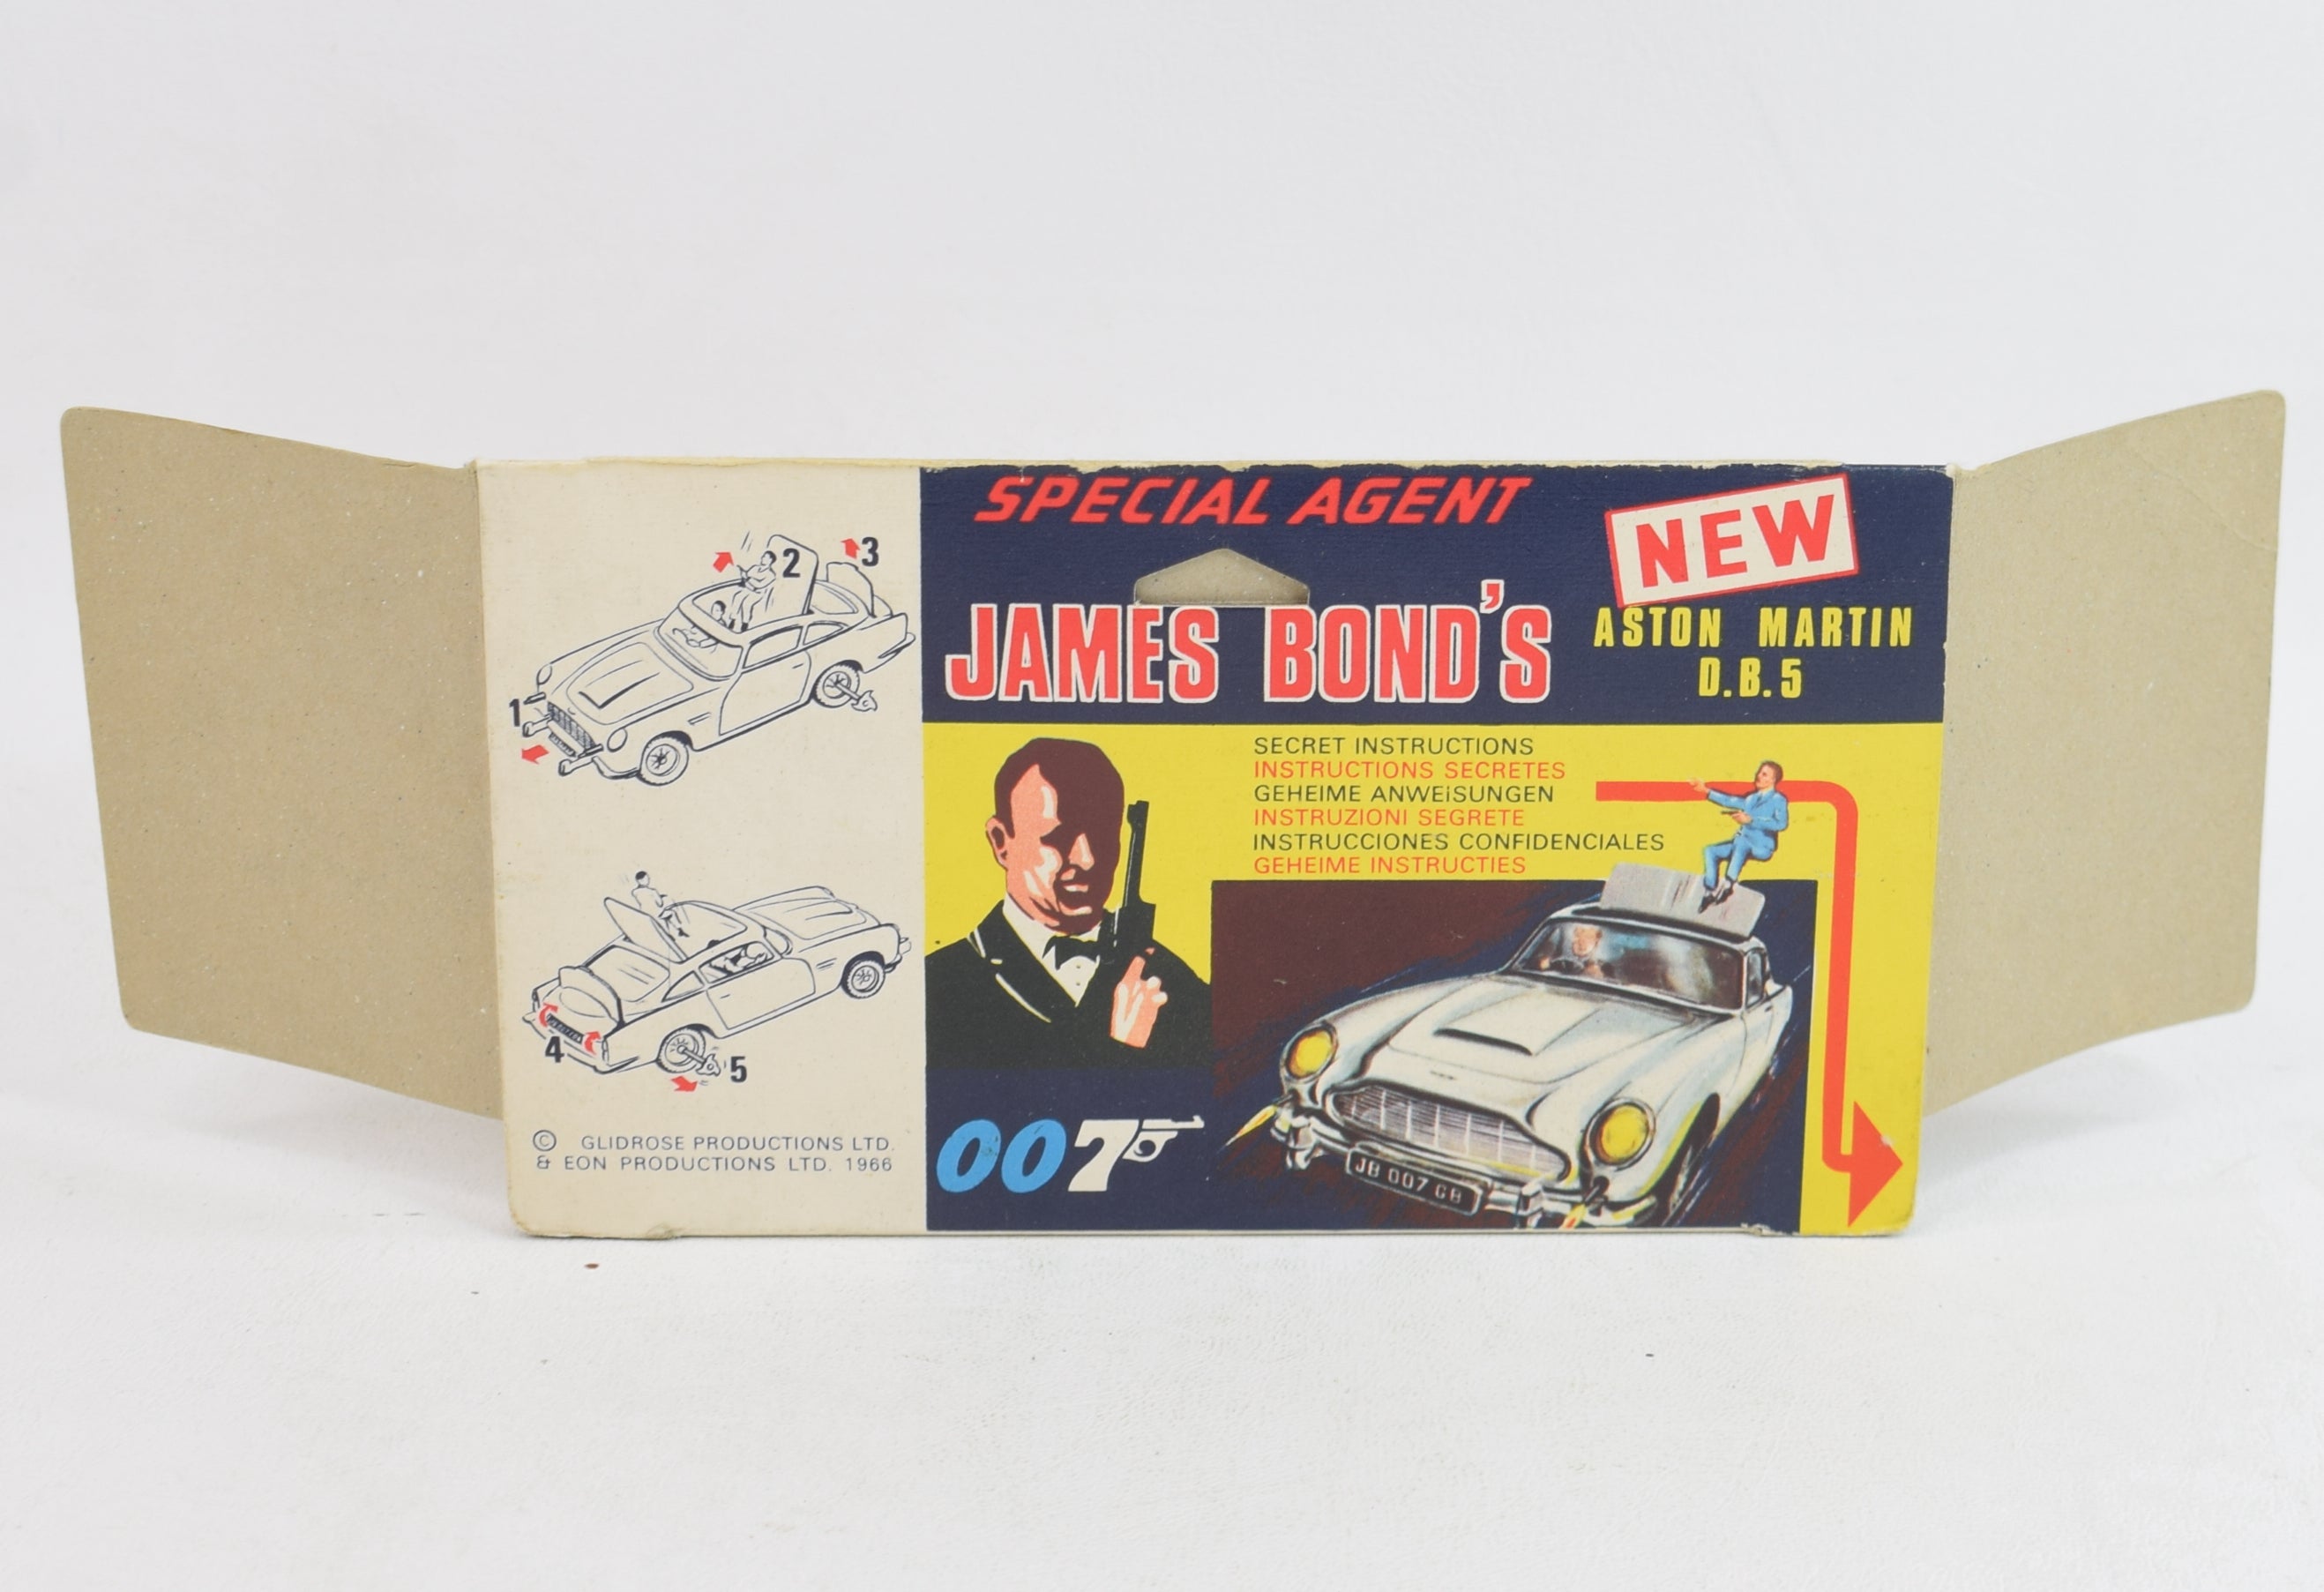 SPECIAL AGENT
JAMES BOND'S
NEW
ASTON MARTIN
D.B.5
SECRET INSTRUCTIONS
INSTRUCTIONS SECRETES
GEHEIME ANWEiSUNGEN
INSTRUZIONI SEGRETE
INSTRUCCIONES CONFIDENCIALES
GEHEIME INSTRUCTIES
007
JB 007 GB
1
2
3
4
5
© GLIDROSE PRODUCTIONS LTD.
& EON PRODUCTIONS LTD. 1966